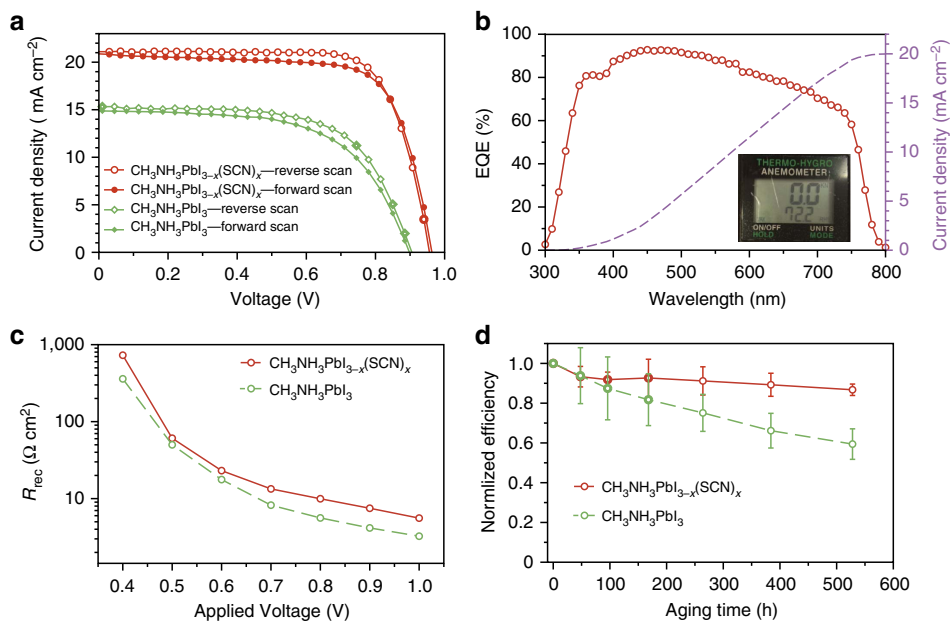 a
Current density ( mA cm⁻²)
20
15
10
5
0
0
0.2
0.4
0.6
0.8
1.0
Voltage (V)
CH₃NH₃PbI₃₋ₓ(SCN)ₓ—reverse scan
CH₃NH₃PbI₃₋ₓ(SCN)ₓ—forward scan
CH₃NH₃PbI₃—reverse scan
CH₃NH₃PbI₃—forward scan
b
EQE (%)
100
80
60
40
20
0
300
400
500
600
700
800
Wavelength (nm)
20
15
10
5
0
Current density (mA cm⁻²)
THERMO-HYGRO
ANEMOMETER
0.0
72.2
ON/OFF UNITS
HOLD MODE
c
Rrec (Ω cm²)
1,000
100
10
0.4
0.5
0.6
0.7
0.8
0.9
1.0
Applied Voltage (V)
CH₃NH₃PbI₃₋ₓ(SCN)ₓ
CH₃NH₃PbI₃
d
Normlized efficiency
1.0
0.8
0.6
0.4
0.2
0
0
100
200
300
400
500
600
Aging time (h)
CH₃NH₃PbI₃₋ₓ(SCN)ₓ
CH₃NH₃PbI₃